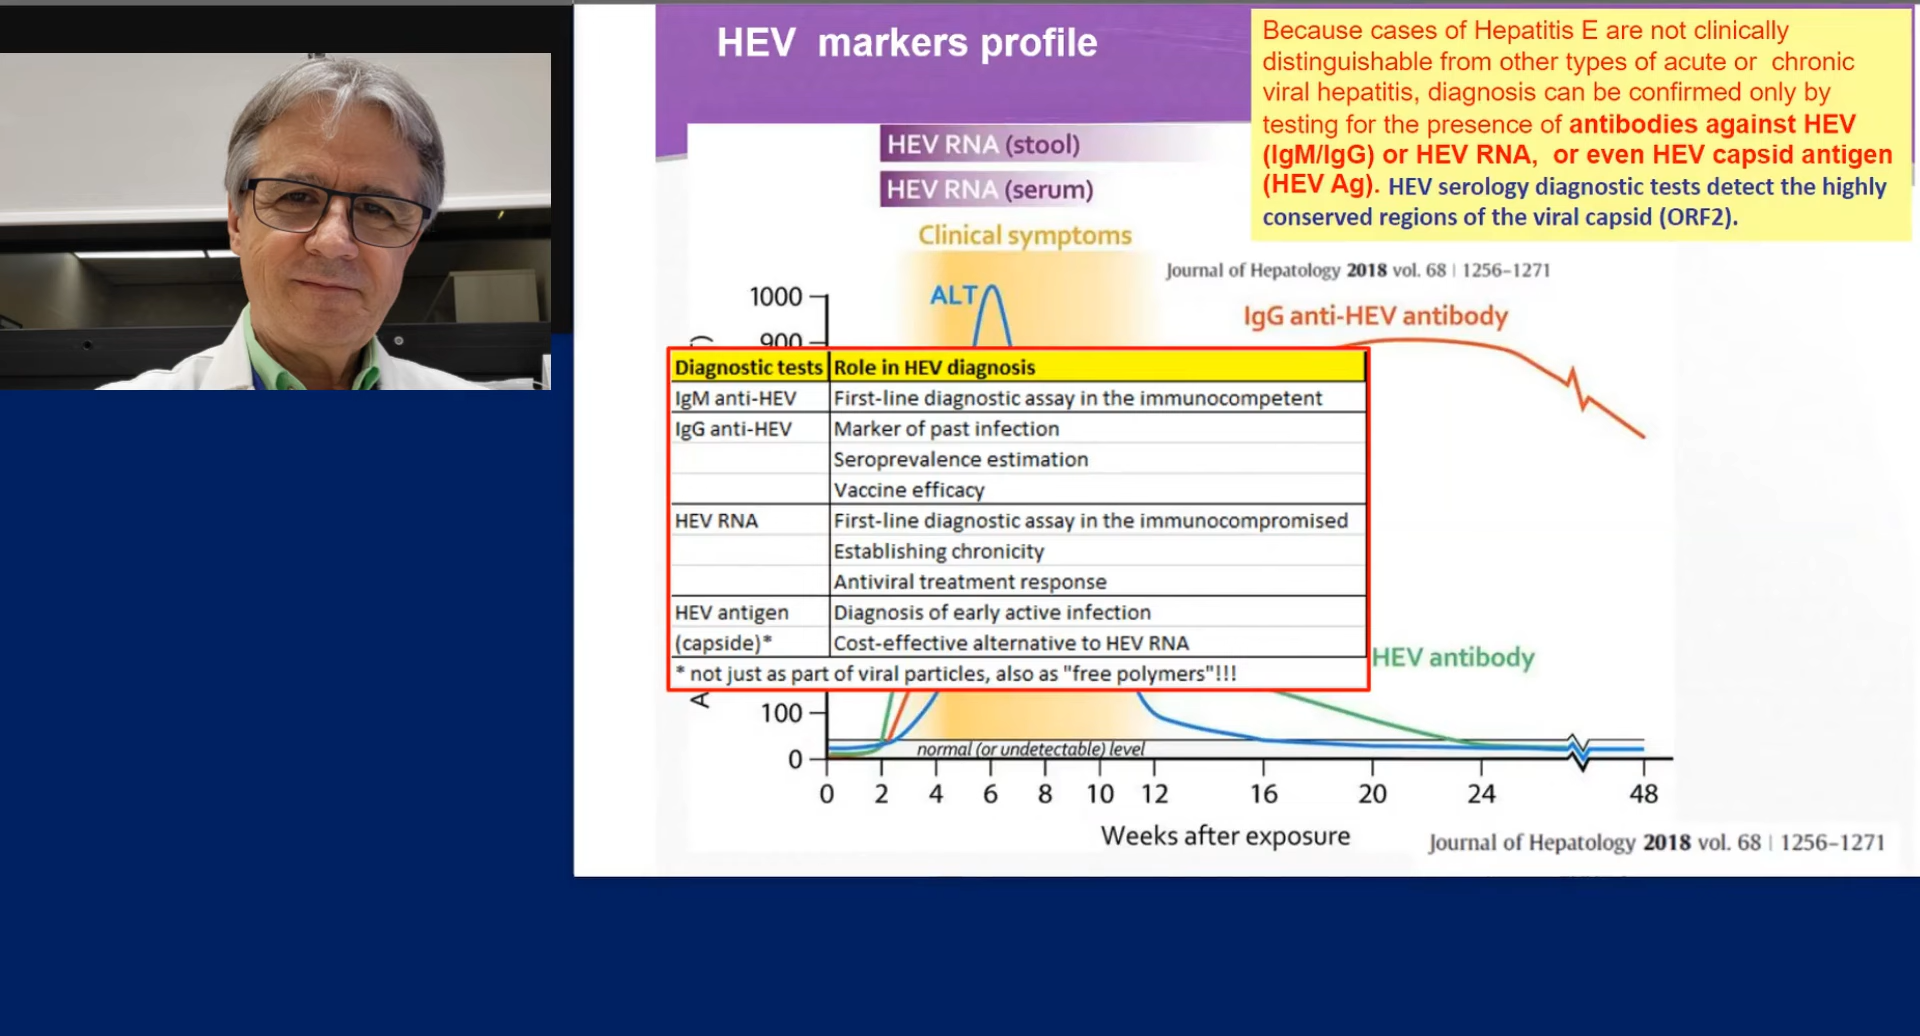 HEV markers profile
Because cases of Hepatitis E are not clinically
distinguishable from other types of acute or chronic
viral hepatitis, diagnosis can be confirmed only by
testing for the presence of antibodies against HEV
(IgM/IgG) or HEV RNA, or even HEV capsid antigen
(HEV Ag). HEV serology diagnostic tests detect the highly
conserved regions of the viral capsid (ORF2).
HEV RNA (stool)
HEV RNA (serum)
Clinical symptoms
Journal of Hepatology 2018 vol. 68 | 1256–1271
1000
ALT
IgG anti-HEV antibody
900
Diagnostic tests Role in HEV diagnosis
IgM anti-HEV First-line diagnostic assay in the immunocompetent
IgG anti-HEV Marker of past infection
Seroprevalence estimation
Vaccine efficacy
HEV RNA First-line diagnostic assay in the immunocompromised
Establishing chronicity
Antiviral treatment response
HEV antigen Diagnosis of early active infection
(capside)* Cost-effective alternative to HEV RNA
* not just as part of viral particles, also as "free polymers"!!!
HEV antibody
100
normal (or undetectable) level
0
0 2 4 6 8 10 12 16 20 24 48
Weeks after exposure
Journal of Hepatology 2018 vol. 68 | 1256–1271